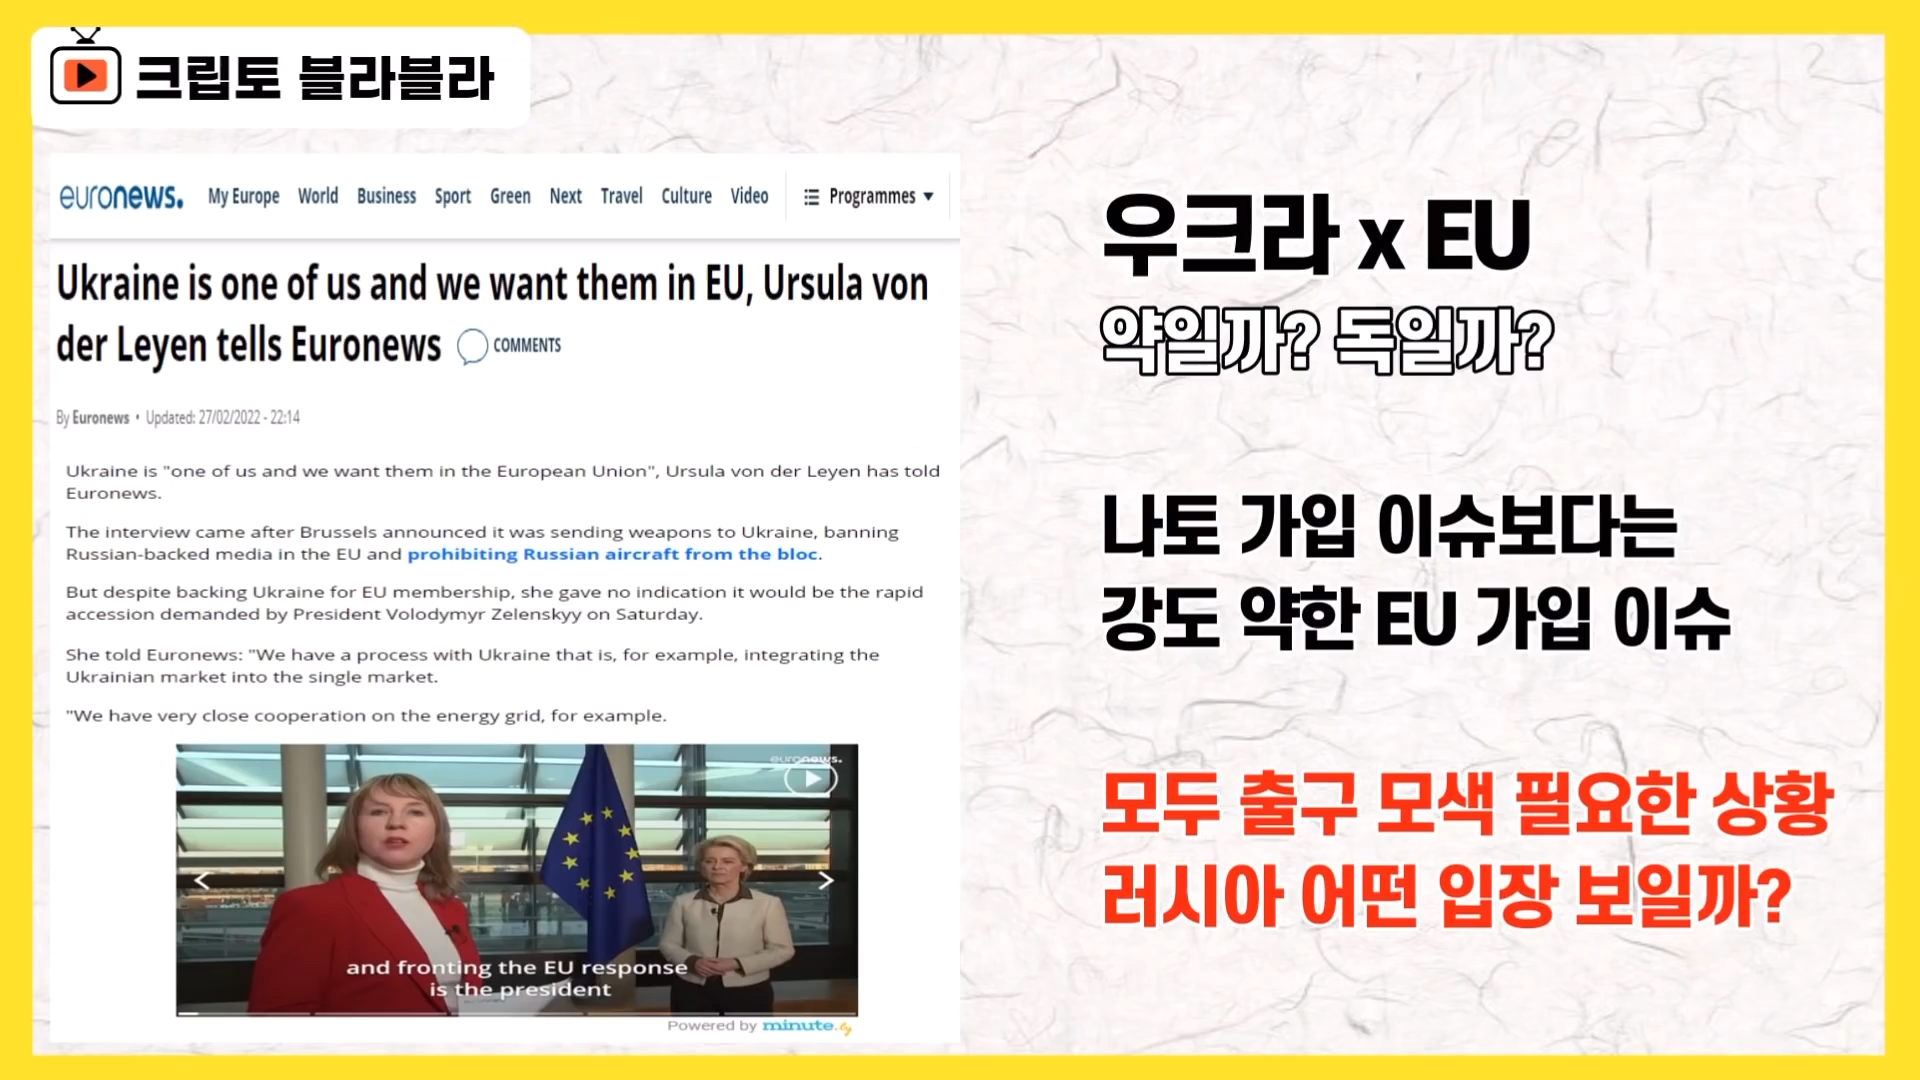 크립토 블라블라
euronews. My Europe World Business Sport Green Next Travel Culture Video Programmes
Ukraine is one of us and we want them in EU, Ursula von
der Leyen tells Euronews COMMENTS
By Euronews • Updated: 27/02/2022 - 22:14
Ukraine is "one of us and we want them in the European Union", Ursula von der Leyen has told
Euronews.
The interview came after Brussels announced it was sending weapons to Ukraine, banning
Russian-backed media in the EU and prohibiting Russian aircraft from the bloc.
But despite backing Ukraine for EU membership, she gave no indication it would be the rapid
accession demanded by President Volodymyr Zelenskyy on Saturday.
She told Euronews: "We have a process with Ukraine that is, for example, integrating the
Ukrainian market into the single market.
"We have very close cooperation on the energy grid, for example.
euronews.
and fronting the EU response
is the president
Powered by minute.ly
우크라 x EU
약일까? 독일까?
나토 가입 이슈보다는
강도 약한 EU 가입 이슈
모두 출구 모색 필요한 상황
러시아 어떤 입장 보일까?